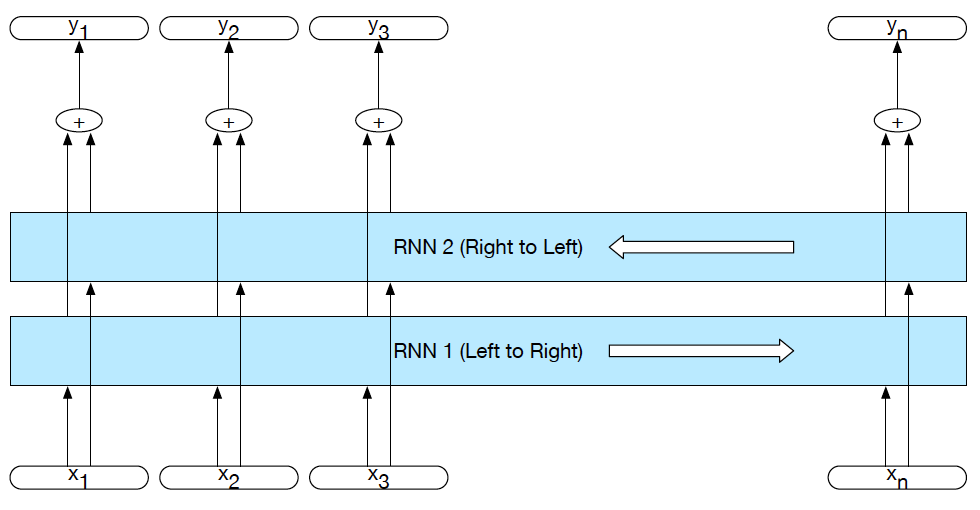 y1 y2 y3 yn
+ + + +
RNN 2 (Right to Left)
RNN 1 (Left to Right)
x1 x2 x3 xn